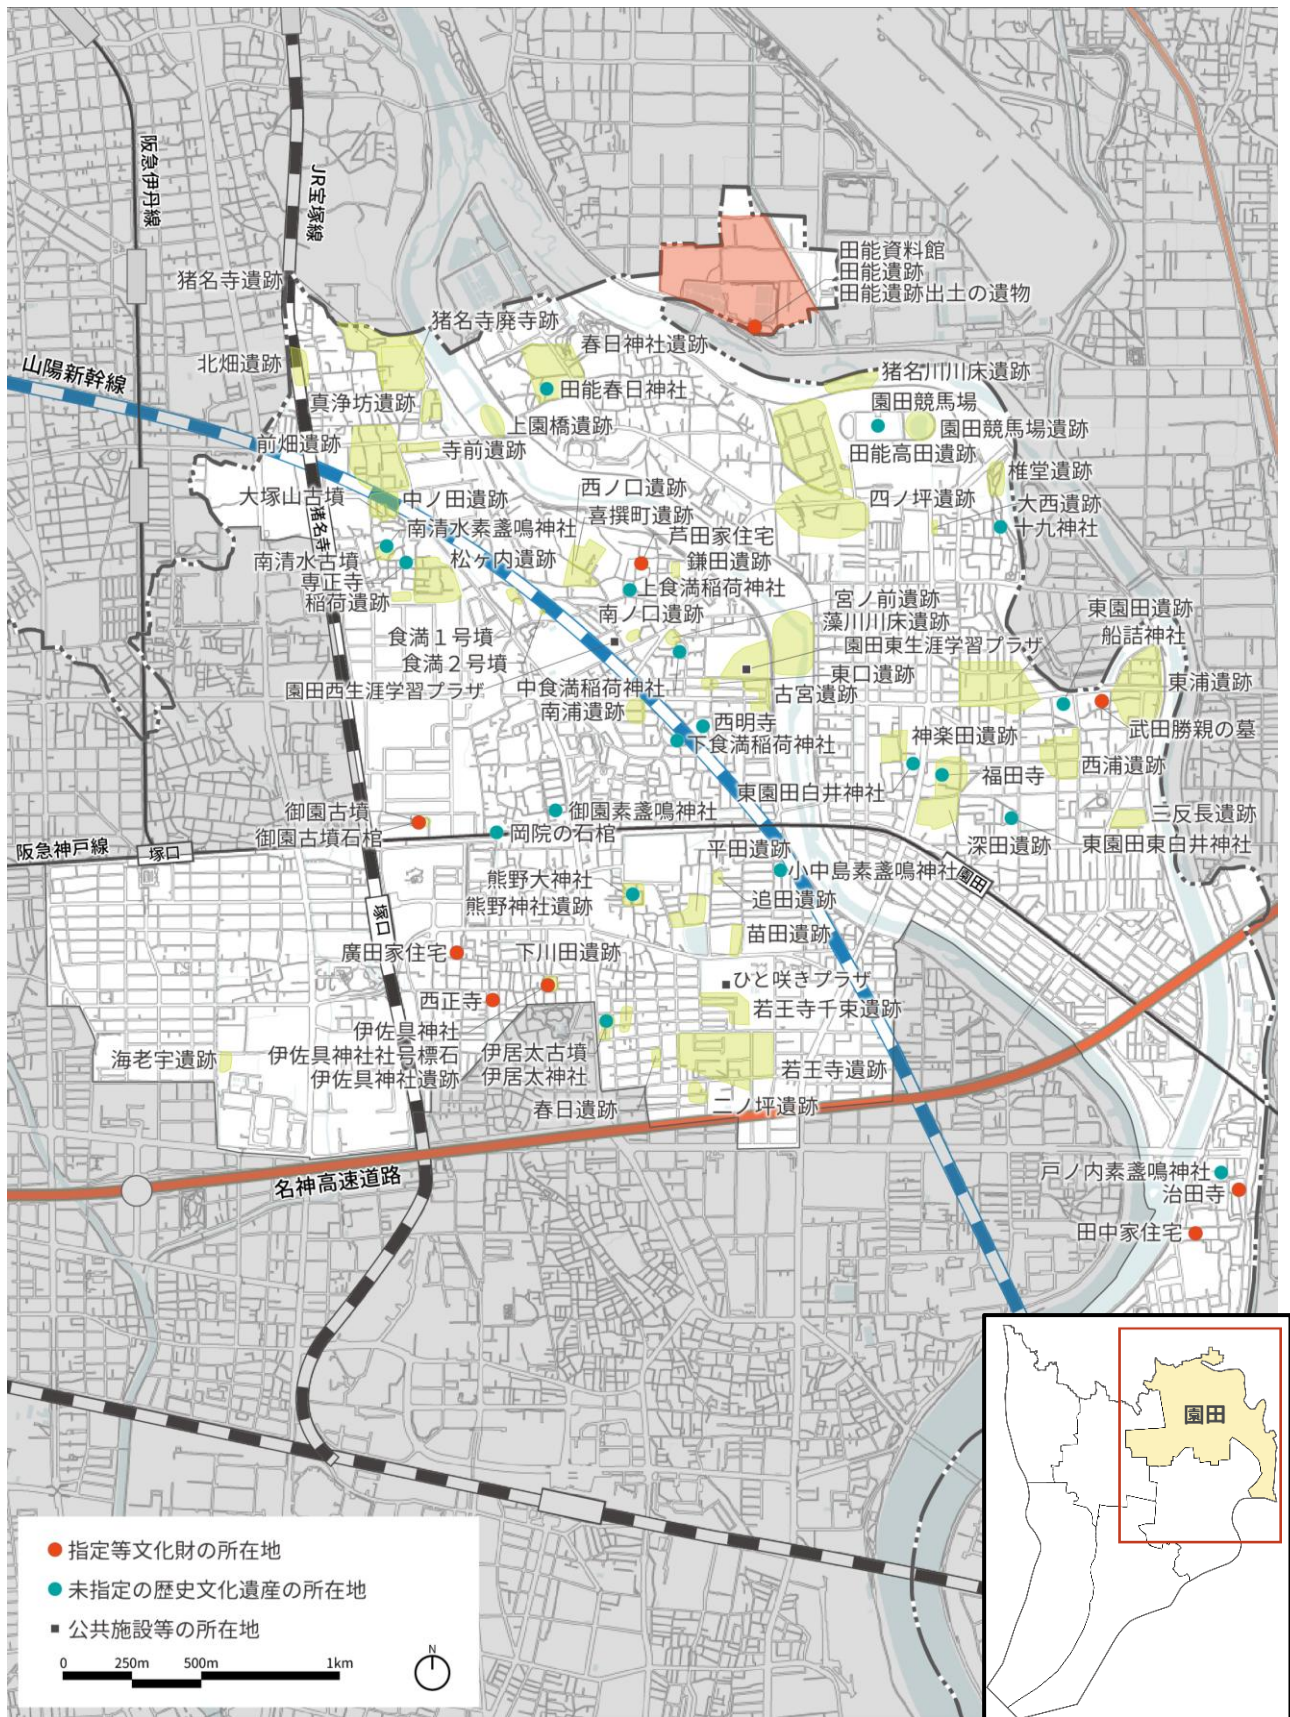 阪急伊丹線
JR宝塚線
田能資料館
田能遺跡
田能遺跡出土の遺物
猪名寺遺跡
猪名寺廃寺跡
春日神社遺跡
北畑遺跡
山陽新幹線
猪名川川床遺跡
田能春日神社
園田競馬場
真浄坊遺跡
上園橋遺跡
園田競馬場遺跡
前畑遺跡
寺前遺跡
田能高田遺跡
椎堂遺跡
西ノ口遺跡
大塚山古墳
中ノ田遺跡
四ノ坪遺跡
大西遺跡
喜撰町遺跡
猪名寺
南清水素盞鳴神社
十九神社
芦田家住宅
南清水古墳
松ヶ内遺跡
鎌田遺跡
専正寺
上食満稲荷神社
稲荷遺跡
宮ノ前遺跡
南ノ口遺跡
東園田遺跡
藻川川床遺跡
食満1号墳
船詰神社
園田東生涯学習プラザ
食満2号墳
東口遺跡
東浦遺跡
園田西生涯学習プラザ
中食満稲荷神社
古宮遺跡
南浦遺跡
西明寺
武田勝親の墓
神楽田遺跡
下食満稲荷神社
西浦遺跡
福田寺
東園田白井神社
御園古墳
御園素盞鳴神社
三反長遺跡
御園古墳石棺
岡院の石棺
阪急神戸線
塚口
平田遺跡
深田遺跡
東園田東白井神社
小中島素盞鳴神社
園田
熊野大神社
追田遺跡
熊野神社遺跡
塚口
苗田遺跡
廣田家住宅
下川田遺跡
ひと咲きプラザ
西正寺
若王寺千束遺跡
伊佐具神社
伊佐具神社社号標石
伊居太古墳
海老宇遺跡
伊佐具神社遺跡
伊居太神社
若王寺遺跡
春日遺跡
二ノ坪遺跡
名神高速道路
戸ノ内素盞鳴神社
治田寺
田中家住宅
園田
指定等文化財の所在地
未指定の歴史文化遺産の所在地
公共施設等の所在地
0 250m 500m 1km
N